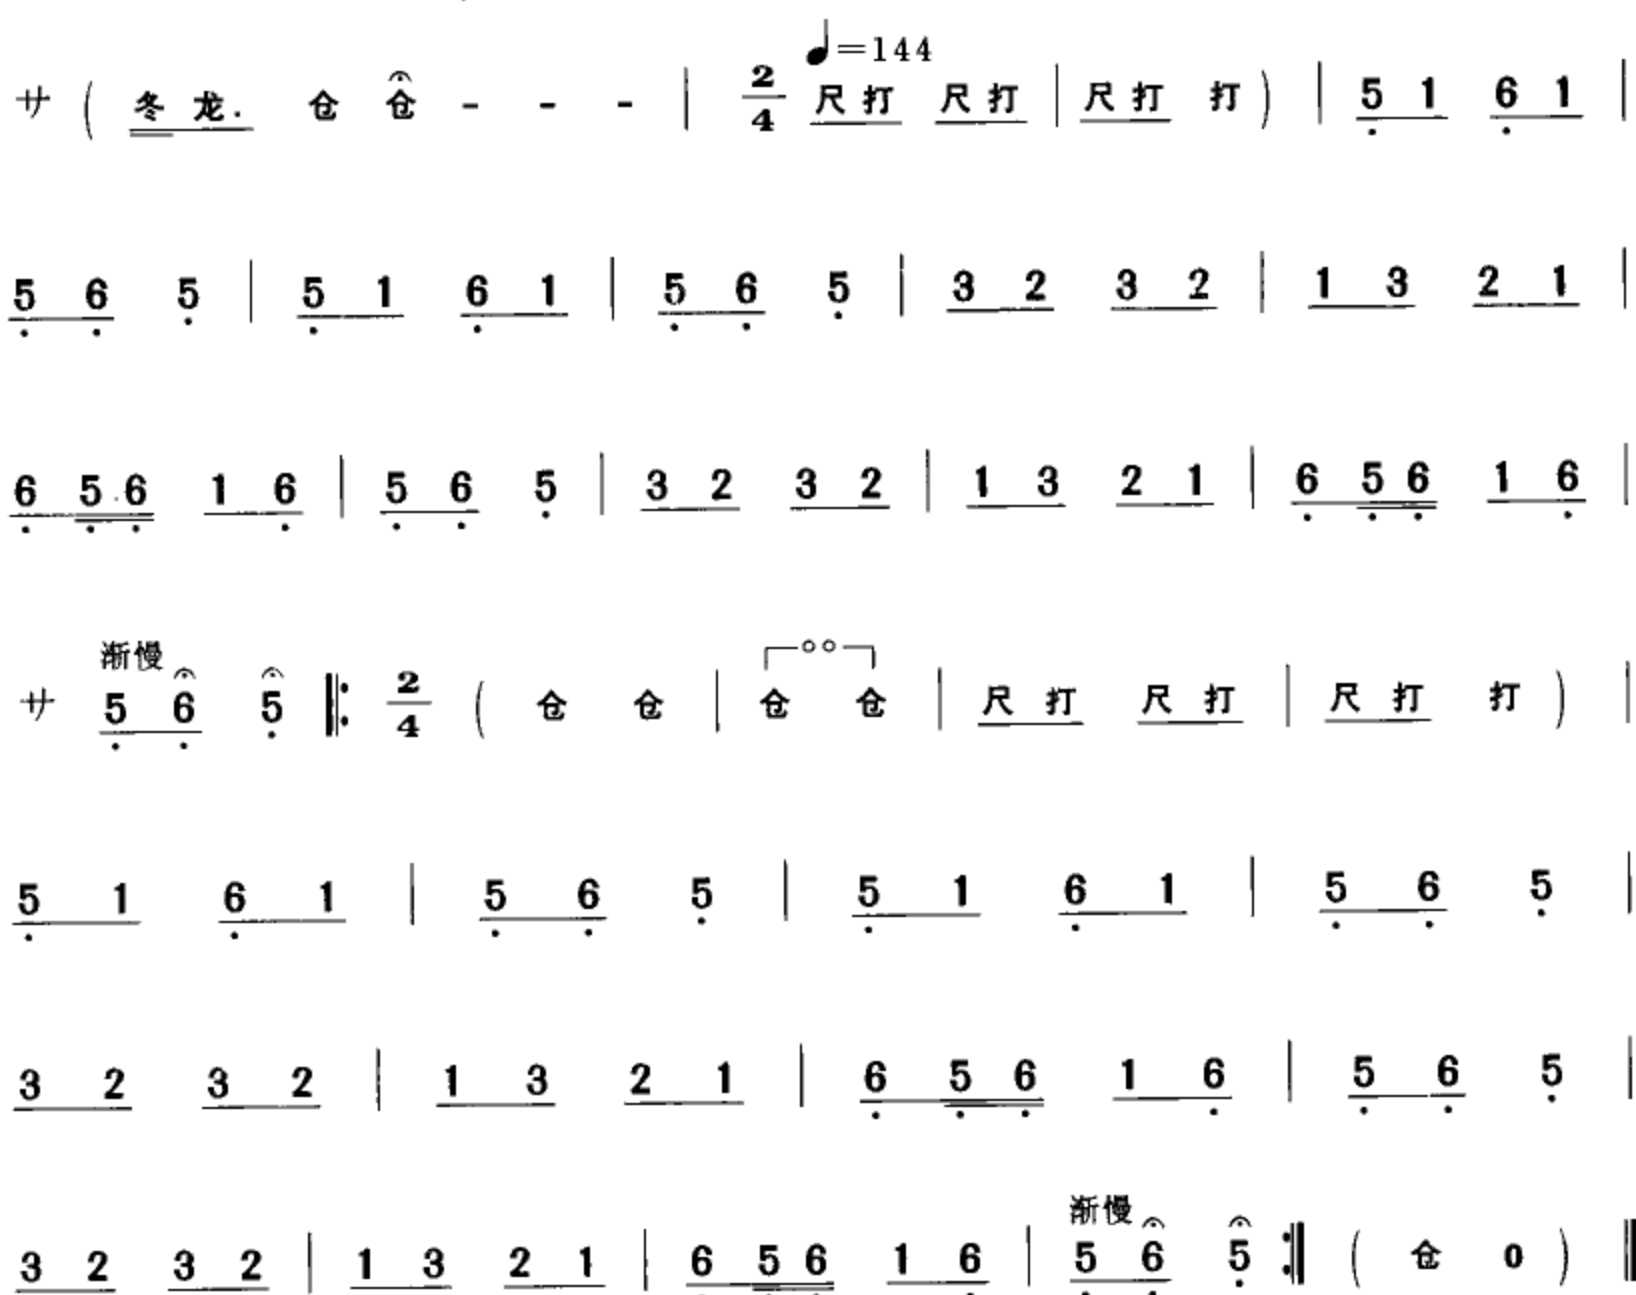 サ ( 冬 龙. 仓 仓 - - - | 2/4 ♩=144 尺 打 尺 打 | 尺 打 打 ) | 5 1 6 1 |
5 6 5 | 5 1 6 1 | 5 6 5 | 3 2 3 2 | 1 3 2 1 |
6 5 6 1 6 | 5 6 5 | 3 2 3 2 | 1 3 2 1 | 6 5 6 1 6 |
サ 渐慢 5 6 5 ‖: 2/4 ( 仓 仓 | 仓 仓 | 尺 打 尺 打 | 尺 打 打 ) |
5 1 6 1 | 5 6 5 | 5 1 6 1 | 5 6 5 |
3 2 3 2 | 1 3 2 1 | 6 5 6 1 6 | 5 6 5 |
3 2 3 2 | 1 3 2 1 | 6 5 6 1 6 | 渐慢 5 6 5 :‖ ( 仓 0 ) ‖